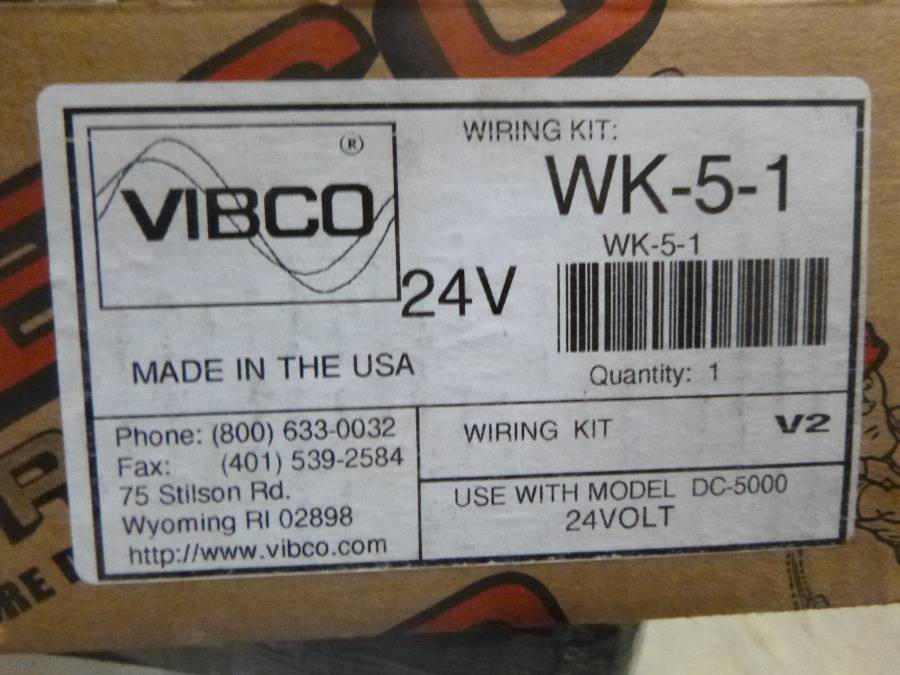 VIBCO ®
WIRING KIT:
WK-5-1
WK-5-1
24V
MADE IN THE USA
Quantity: 1
Phone: (800) 633-0032
Fax: (401) 539-2584
75 Stilson Rd.
Wyoming RI 02898
http://www.vibco.com
WIRING KIT V2
USE WITH MODEL DC-5000
24VOLT